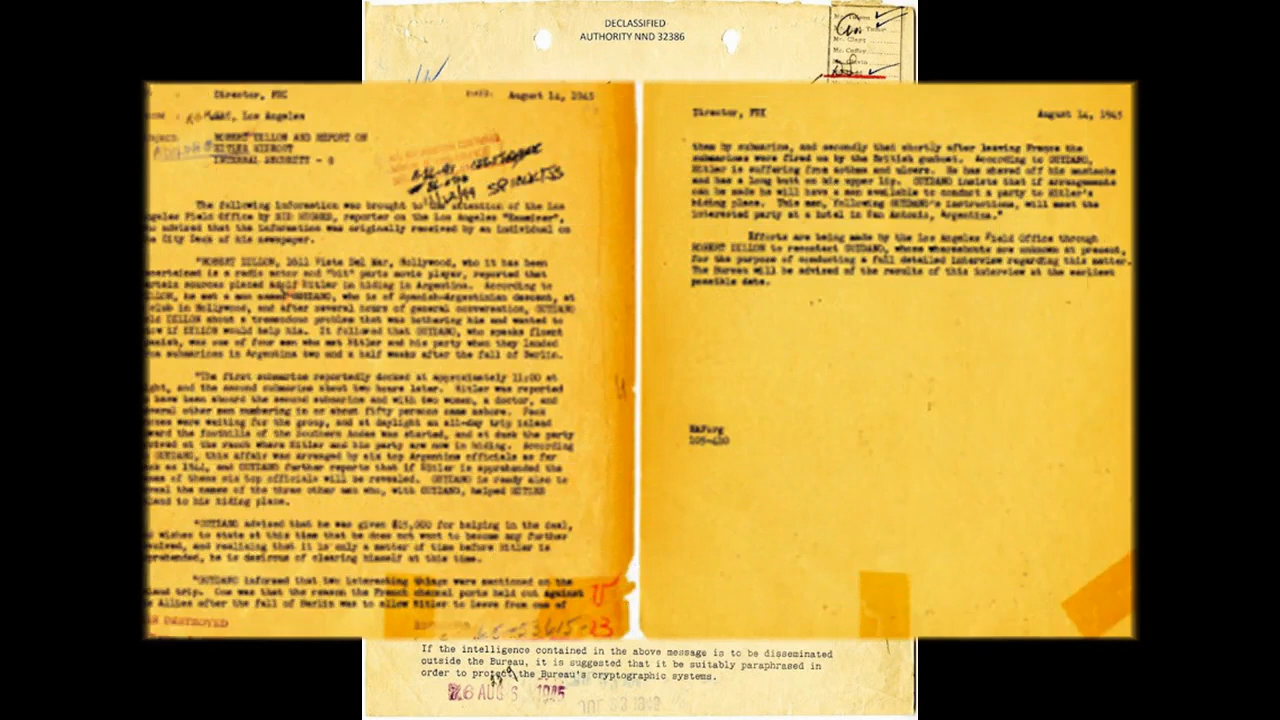 DECLASSIFIED
AUTHORITY NND 32386
Mr. Clegg
Mr. Coffey
Director, FBI
DATE: August 14, 1945
Los Angeles
ROBERT DILLON AND REPORT ON
HITLER HIDEOUT
INTERNAL SECURITY - G
The following information was brought to the attention of the Los
Angeles Field Office by reporter on the Los Angeles "Examiner",
advised that the information was originally received by an individual on
the City Desk of his newspaper.
"ROBERT DILLON, 1611 Vista Del Mar, Hollywood, who it has been
ascertained is a radio actor and "bit" parts movie player, reported that
certain sources placed Adolf Hitler in hiding in Argentina. According to
DILLON, he met a man named who is of Spanish-Argentinian descent, at
club in Hollywood, and after several hours of general conversation,
told DILLON about a tremendous problem that was bothering him and wanted to
know if DILLON would help him. It followed that who speaks fluent
Spanish, was one of four men who met Hitler and his party when they landed
submarines in Argentina two and a half weeks after the fall of Berlin.
"The first submarine reportedly docked at approximately 11:00 at
night, and the second submarine about two hours later. Hitler was reported
to have been aboard the second submarine and with two women, a doctor, and
several other men numbering in or about fifty persons came ashore. Pack
horses were waiting for the group, and at daylight an all-day trip inland
toward the foothills of the Southern Andes was started, and at dusk the party
arrived at the ranch where Hitler and his party are now in hiding. According
this affair was arranged by six top Argentine officials as far
back as 1944, and further reports that if Hitler is apprehended the
names of these six top officials will be revealed. is ready also to
reveal the names of the three other men who, with helped HITLER
inland to his hiding place.
advised that he was given $15,000 for helping in the deal,
wishes to state at this time that he does not want to become any further
involved, and realizing that it is only a matter of time before Hitler is
apprehended, he is desirous of clearing himself at this time.
informed that two interesting things were mentioned on the
inland trip. One was that the reason the French channel ports held out against
the Allies after the fall of Berlin was to allow Hitler to leave from one of
DESTROYED
Director, FBI
August 14, 1945
them by submarine, and secondly that shortly after leaving France the
submarines were fired on by the British gunboat. According to
Hitler is suffering from asthma and ulcers. He has shaved off his mustache
and has a long butt on his upper lip. insists that if arrangements
can be made he will have a man available to conduct a party to Hitler's
hiding place. This man, following instructions, will meet the
interested party at a hotel in San Antonio, Argentina."
Efforts are being made by the Los Angeles Field Office through
ROBERT DILLON to recontact whose whereabouts now unknown at present,
for the purpose of conducting a full detailed interview regarding this matter.
The Bureau will be advised of the results of this interview at the earliest
possible date.
105-410
If the intelligence contained in the above message is to be disseminated
outside the Bureau, it is suggested that it be suitably paraphrased in
order to protect the Bureau's cryptographic systems.
AUG 6 1945